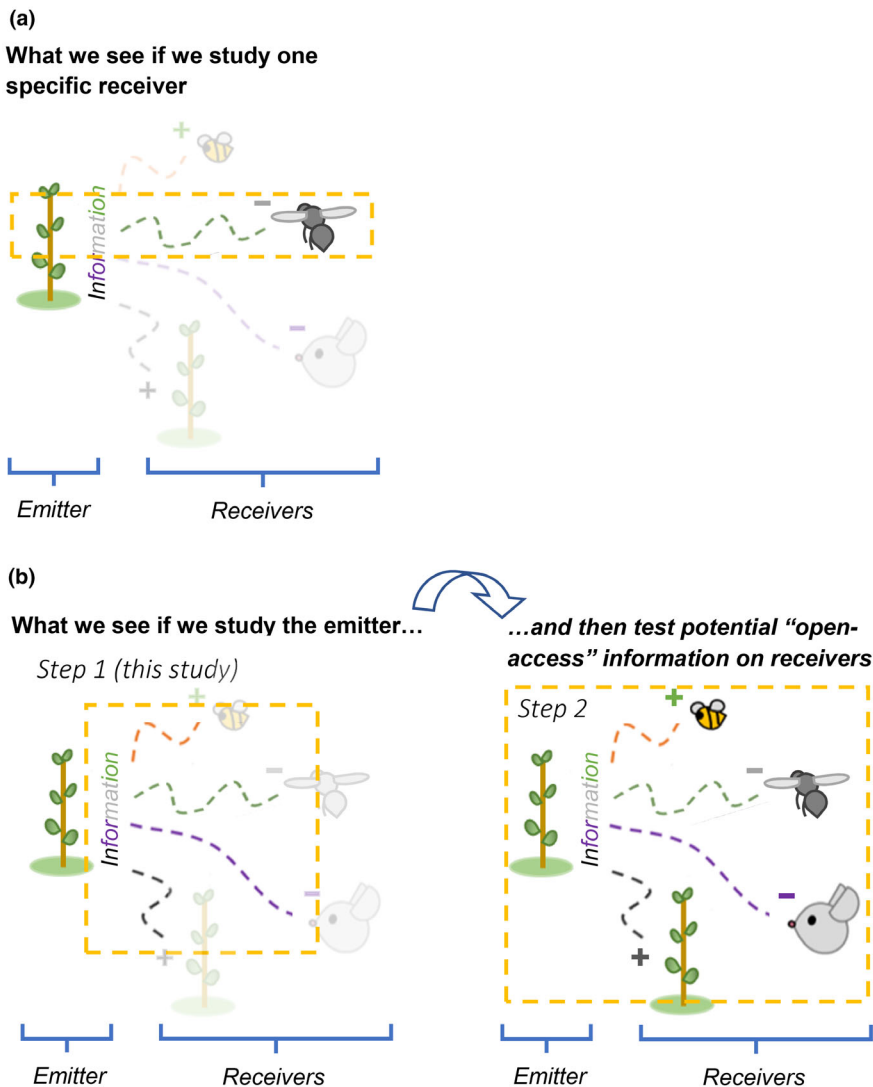 (a)
What we see if we study one
specific receiver
+
Information
−
−
+
Emitter
Receivers
(b)
What we see if we study the emitter…
…and then test potential “open-
access” information on receivers
Step 1 (this study)
+
Information
−
−
+
Emitter
Receivers
Step 2
+
Information
−
−
+
Emitter
Receivers